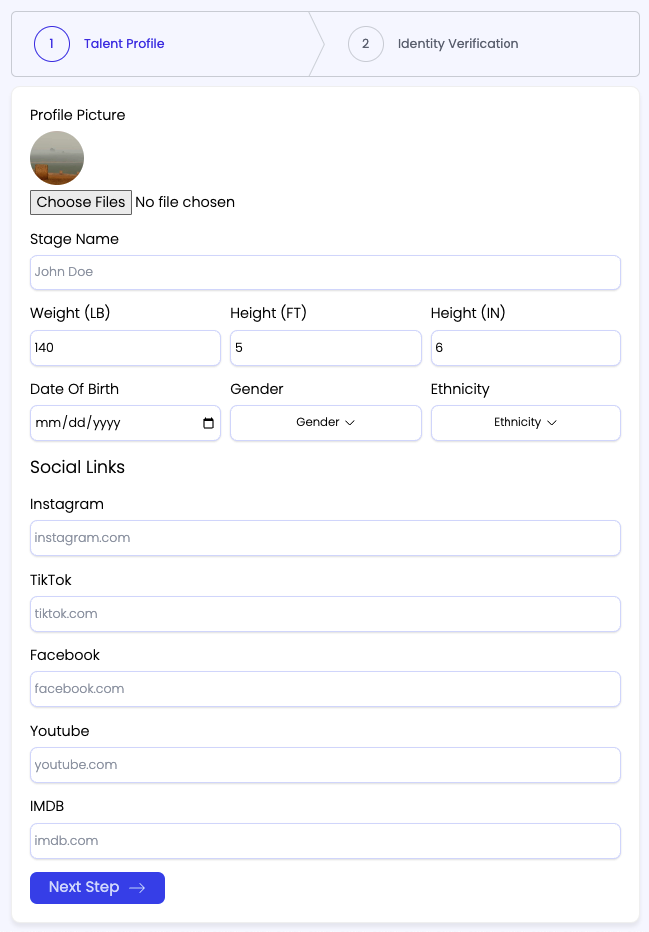 1 Talent Profile 2 Identity Verification
Profile Picture
Choose Files No file chosen
Stage Name
John Doe
Weight (LB) Height (FT) Height (IN)
140 5 6
Date Of Birth Gender Ethnicity
mm/dd/yyyy Gender Ethnicity
Social Links
Instagram
instagram.com
TikTok
tiktok.com
Facebook
facebook.com
Youtube
youtube.com
IMDB
imdb.com
Next Step